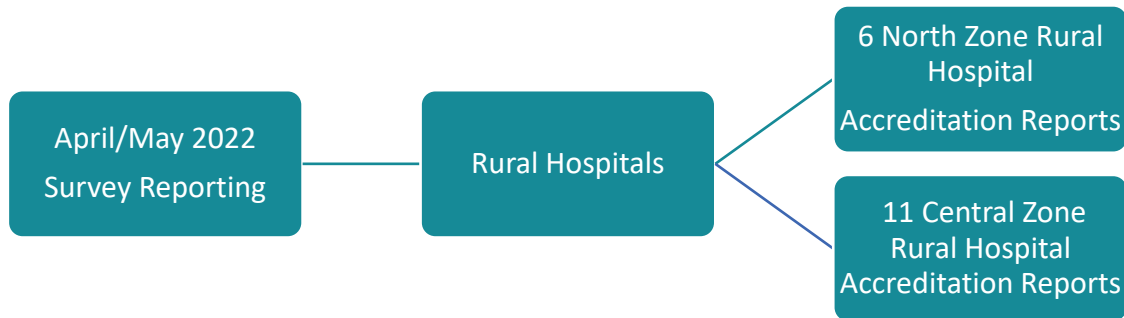 April/May 2022
Survey Reporting
Rural Hospitals
6 North Zone Rural
Hospital
Accreditation Reports
11 Central Zone
Rural Hospital
Accreditation Reports